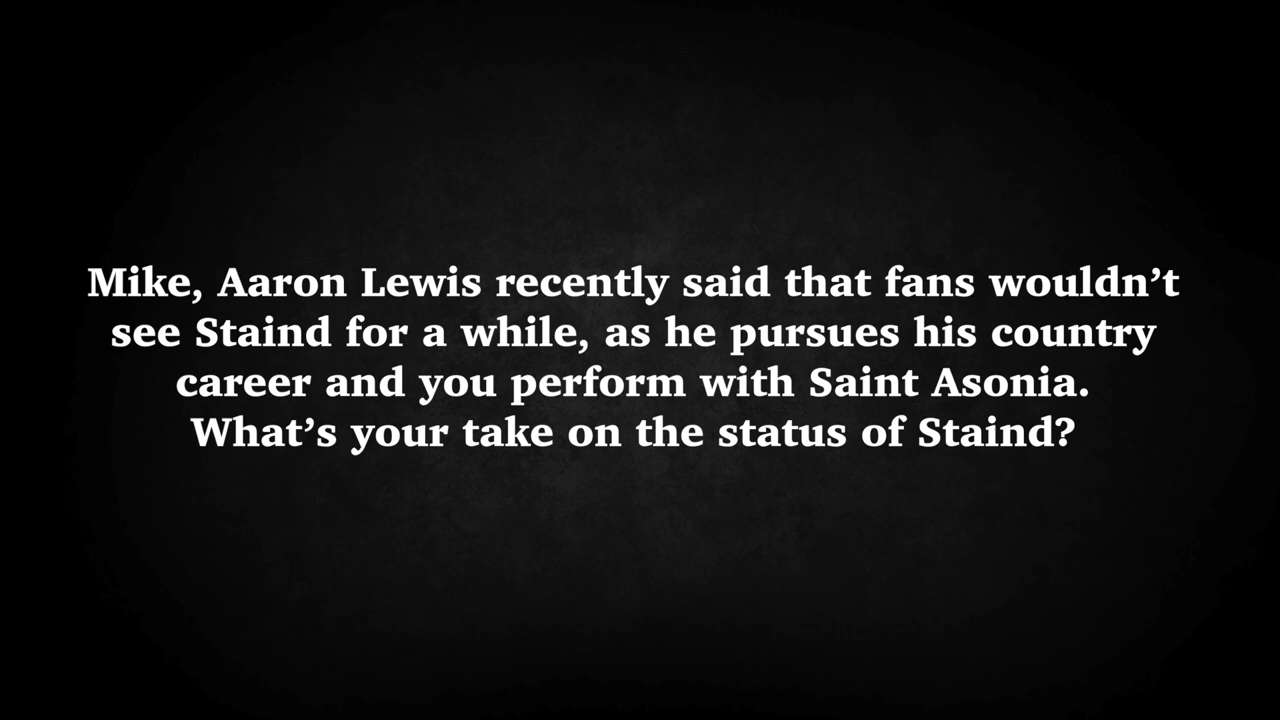 Mike, Aaron Lewis recently said that fans wouldn’t
see Staind for a while, as he pursues his country
career and you perform with Saint Asonia.
What’s your take on the status of Staind?